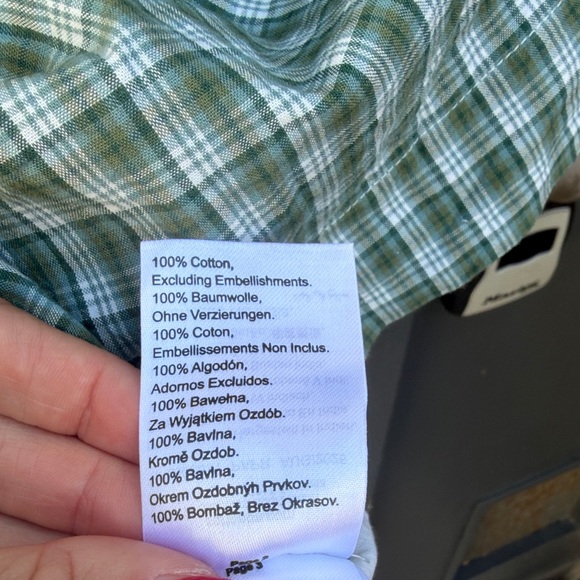 100% Cotton,
Excluding Embellishments.
100% Baumwolle,
Ohne Verzierungen.
100% Coton,
Embellissements Non Inclus.
100% Algodón,
Adornos Excluidos.
100% Bawełna,
Za Wyjątkiem Ozdób.
100% Bavlna,
Kromě Ozdob.
100% Bavlna,
Okrem Ozdobnýh Prvkov.
100% Bombaž, Brez Okrasov.
Page 3